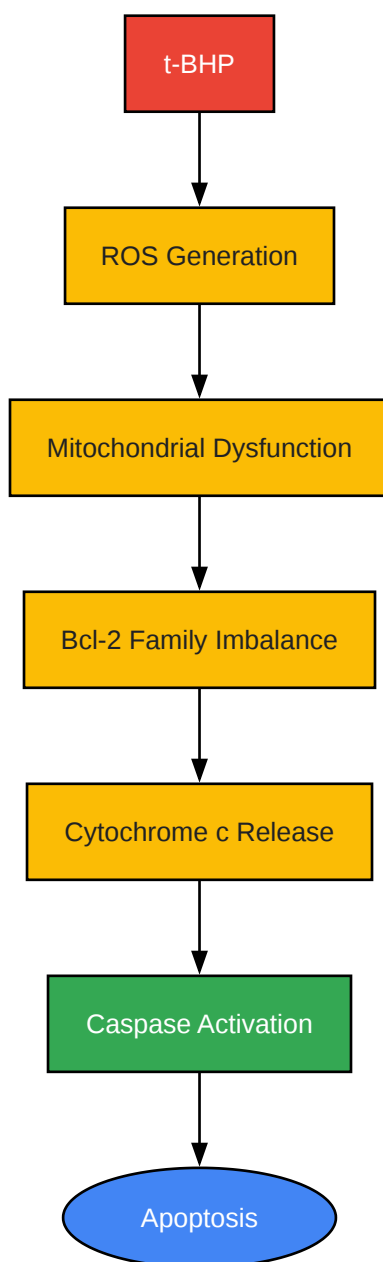 t-BHP
ROS Generation
Mitochondrial Dysfunction
Bcl-2 Family Imbalance
Cytochrome c Release
Caspase Activation
Apoptosis